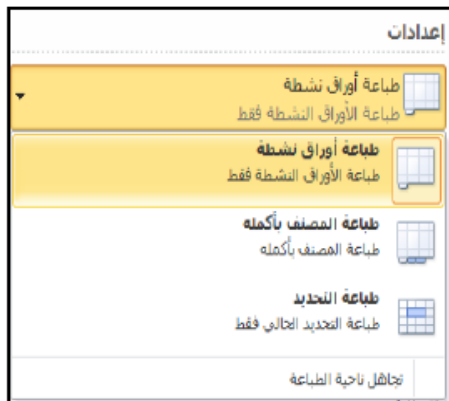 إعدادات
طباعة أوراق نشطة
طباعة الأوراق النشطة فقط
طباعة أوراق نشطة
طباعة الأوراق النشطة فقط
طباعة المصنف بأكمله
طباعة المصنف بأكمله
طباعة التحديد
طباعة التحديد الحالي فقط
تجاهل ناحية الطباعة